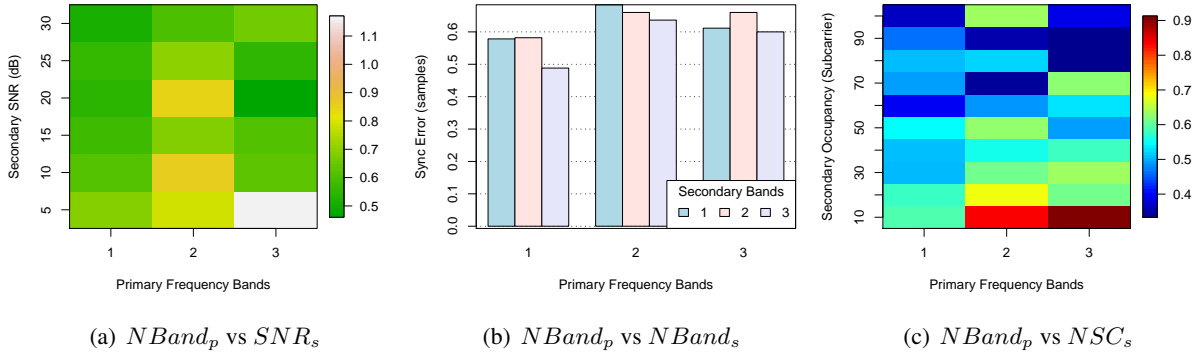 Secondary SNR (dB)
30
25
20
15
10
5
1 2 3
Primary Frequency Bands
1.1
1.0
0.9
0.8
0.7
0.6
0.5
(a) NBand_p vs SNR_s
Sync Error (samples)
0.6
0.5
0.4
0.3
0.2
0.1
0.0
Secondary Bands
1 2 3
1 2 3
Primary Frequency Bands
(b) NBand_p vs NBand_s
Secondary Occupancy (Subcarrier)
90
70
50
30
10
1 2 3
Primary Frequency Bands
0.9
0.8
0.7
0.6
0.5
0.4
(c) NBand_p vs NSC_s